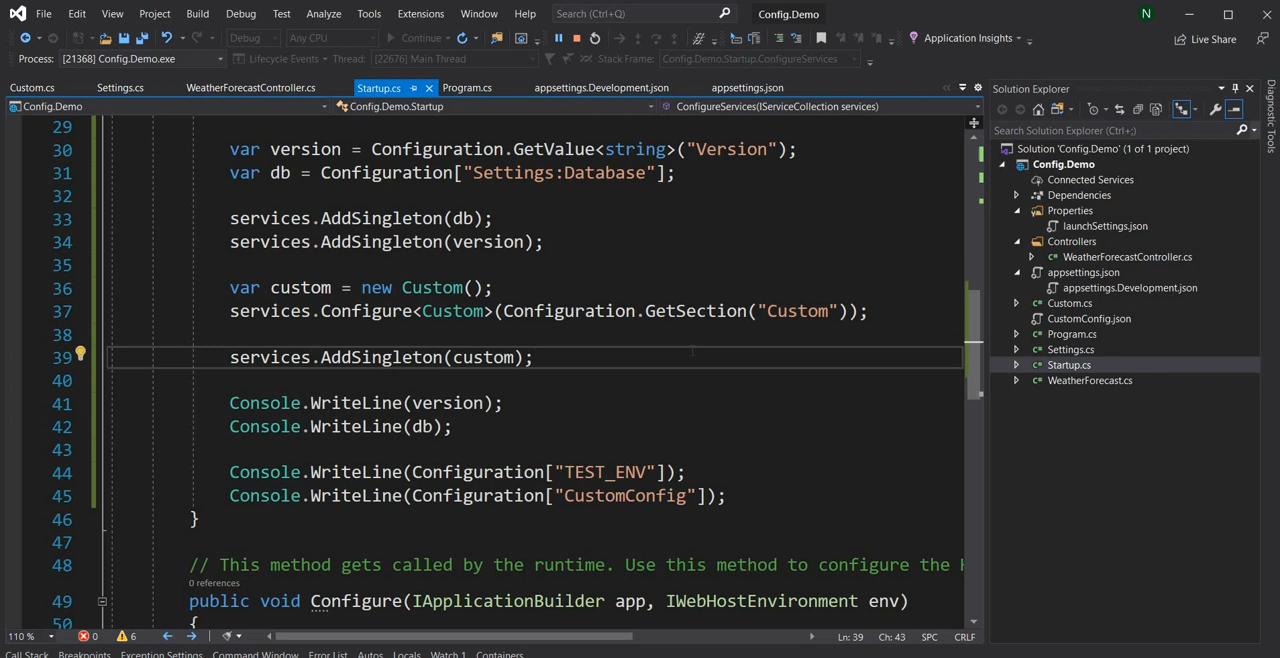 File Edit View Project Build Debug Test Analyze Tools Extensions Window Help Search (Ctrl+Q) Config.Demo N
Debug Any CPU Continue Application Insights Live Share
Process: [21368] Config.Demo.exe Lifecycle Events Thread: [22676] Main Thread Stack Frame: Config.Demo.Startup.ConfigureServices
Custom.cs Settings.cs WeatherForecastController.cs Startup.cs Program.cs appsettings.Development.json appsettings.json
Config.Demo Config.Demo.Startup ConfigureServices(IServiceCollection services)
29
30 var version = Configuration.GetValue<string>("Version");
31 var db = Configuration["Settings:Database"];
32
33 services.AddSingleton(db);
34 services.AddSingleton(version);
35
36 var custom = new Custom();
37 services.Configure<Custom>(Configuration.GetSection("Custom"));
38
39 services.AddSingleton(custom);
40
41 Console.WriteLine(version);
42 Console.WriteLine(db);
43
44 Console.WriteLine(Configuration["TEST_ENV"]);
45 Console.WriteLine(Configuration["CustomConfig"]);
46 }
47
48 // This method gets called by the runtime. Use this method to configure the
0 references
49 public void Configure(IApplicationBuilder app, IWebHostEnvironment env)
50 {
110 % 0 6 Ln: 39 Ch: 43 SPC CRLF
Call Stack Breakpoints Exception Settings Command Window Error List Autos Locals Watch 1 Containers
Solution Explorer
Search Solution Explorer (Ctrl+;)
Solution 'Config.Demo' (1 of 1 project)
Config.Demo
Connected Services
Dependencies
Properties
launchSettings.json
Controllers
WeatherForecastController.cs
appsettings.json
appsettings.Development.json
Custom.cs
CustomConfig.json
Program.cs
Settings.cs
Startup.cs
WeatherForecast.cs
Diagnostic Tools